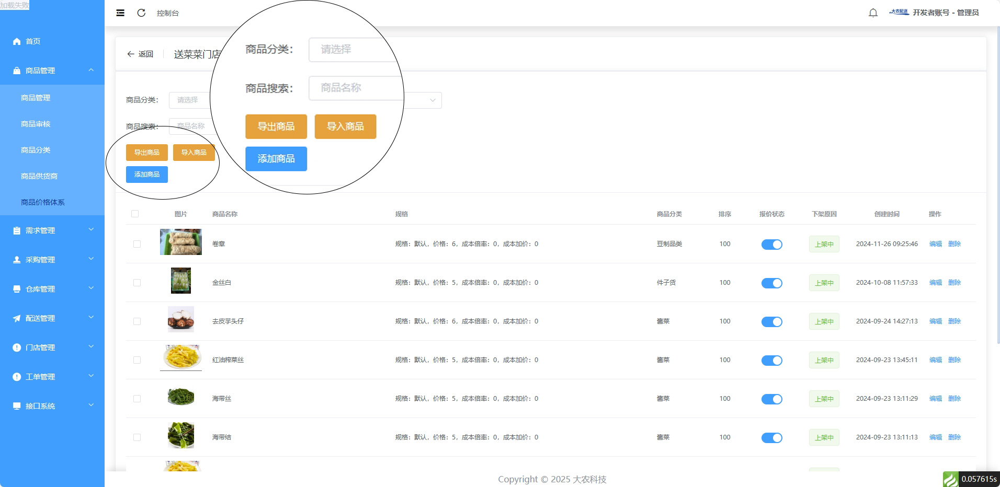 加载失败
控制台
大农配送 开发者账号 - 管理员
首页
商品管理
商品管理
商品审核
商品分类
商品供货商
商品价格体系
需求管理
采购管理
仓库管理
配送管理
门店管理
工单管理
接口系统
返回 送菜菜门店
商品分类： 请选择
商品搜索： 商品名称
导出商品 导入商品
添加商品
商品分类： 请选择
商品搜索： 商品名称
导出商品 导入商品
添加商品
图片 商品名称 规格 商品分类 排序 报价状态 下架原因 创建时间 操作
卷章 规格：默认，价格：6，成本倍率：0，成本加价：0 豆制品类 100 上架中 2024-11-26 09:25:46 编辑 删除
金丝白 规格：默认，价格：5，成本倍率：0，成本加价：0 件子货 100 上架中 2024-10-08 11:57:33 编辑 删除
去皮芋头仔 规格：默认，价格：6，成本倍率：0，成本加价：0 酱菜 100 上架中 2024-09-24 14:27:13 编辑 删除
红油榨菜丝 规格：默认，价格：5，成本倍率：0，成本加价：0 酱菜 100 上架中 2024-09-23 13:45:11 编辑 删除
海带丝 规格：默认，价格：5，成本倍率：0，成本加价：0 酱菜 100 上架中 2024-09-23 13:11:29 编辑 删除
海带结 规格：默认，价格：5，成本倍率：0，成本加价：0 酱菜 100 上架中 2024-09-23 13:11:13 编辑 删除
Copyright © 2025 大农科技
0.057615s